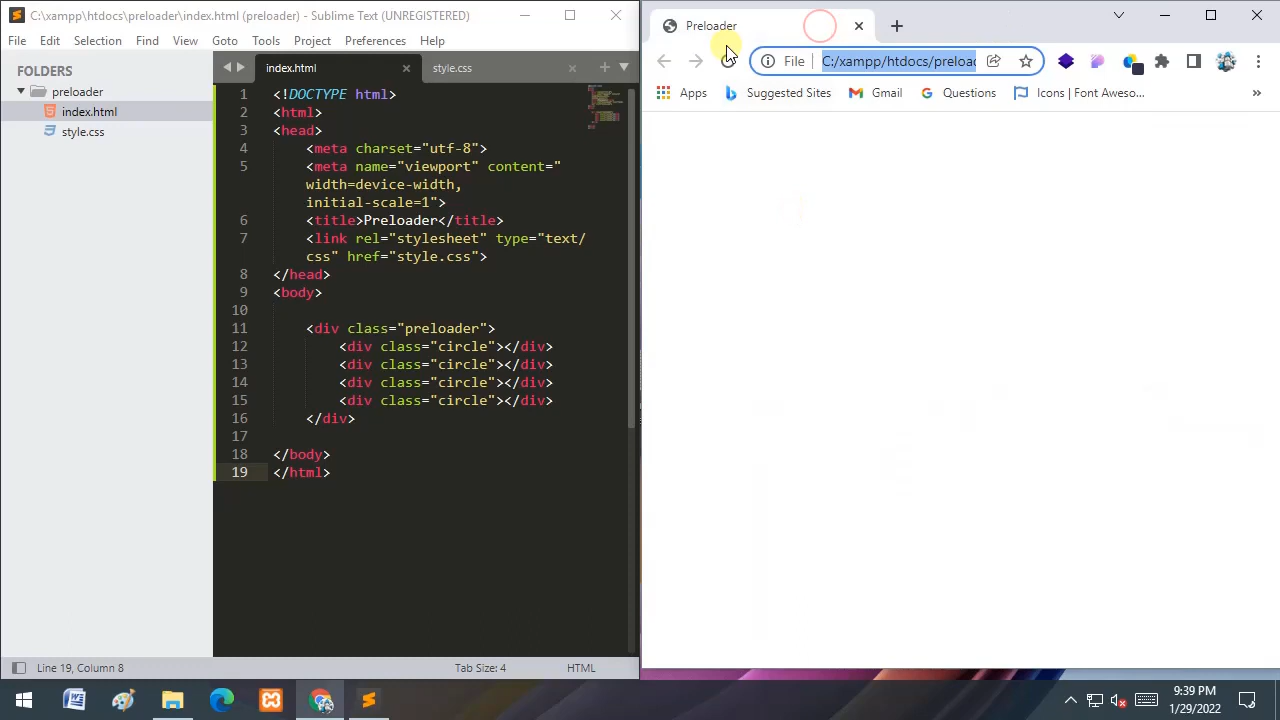 C:\xampp\htdocs\preloader\index.html (preloader) - Sublime Text (UNREGISTERED)
File Edit Selection Find View Goto Tools Project Preferences Help
FOLDERS
preloader
index.html
style.css
index.html style.css
1 <!DOCTYPE html>
2 <html>
3 <head>
4 <meta charset="utf-8">
5 <meta name="viewport" content="
width=device-width,
initial-scale=1">
6 <title>Preloader</title>
7 <link rel="stylesheet" type="text/
css" href="style.css">
8 </head>
9 <body>
10
11 <div class="preloader">
12 <div class="circle"></div>
13 <div class="circle"></div>
14 <div class="circle"></div>
15 <div class="circle"></div>
16 </div>
17
18 </body>
19 </html>
Line 19, Column 8 Tab Size: 4 HTML
Preloader
File C:/xampp/htdocs/preloac
Apps Suggested Sites Gmail Questions Icons | Font Aweso...
9:39 PM
1/29/2022